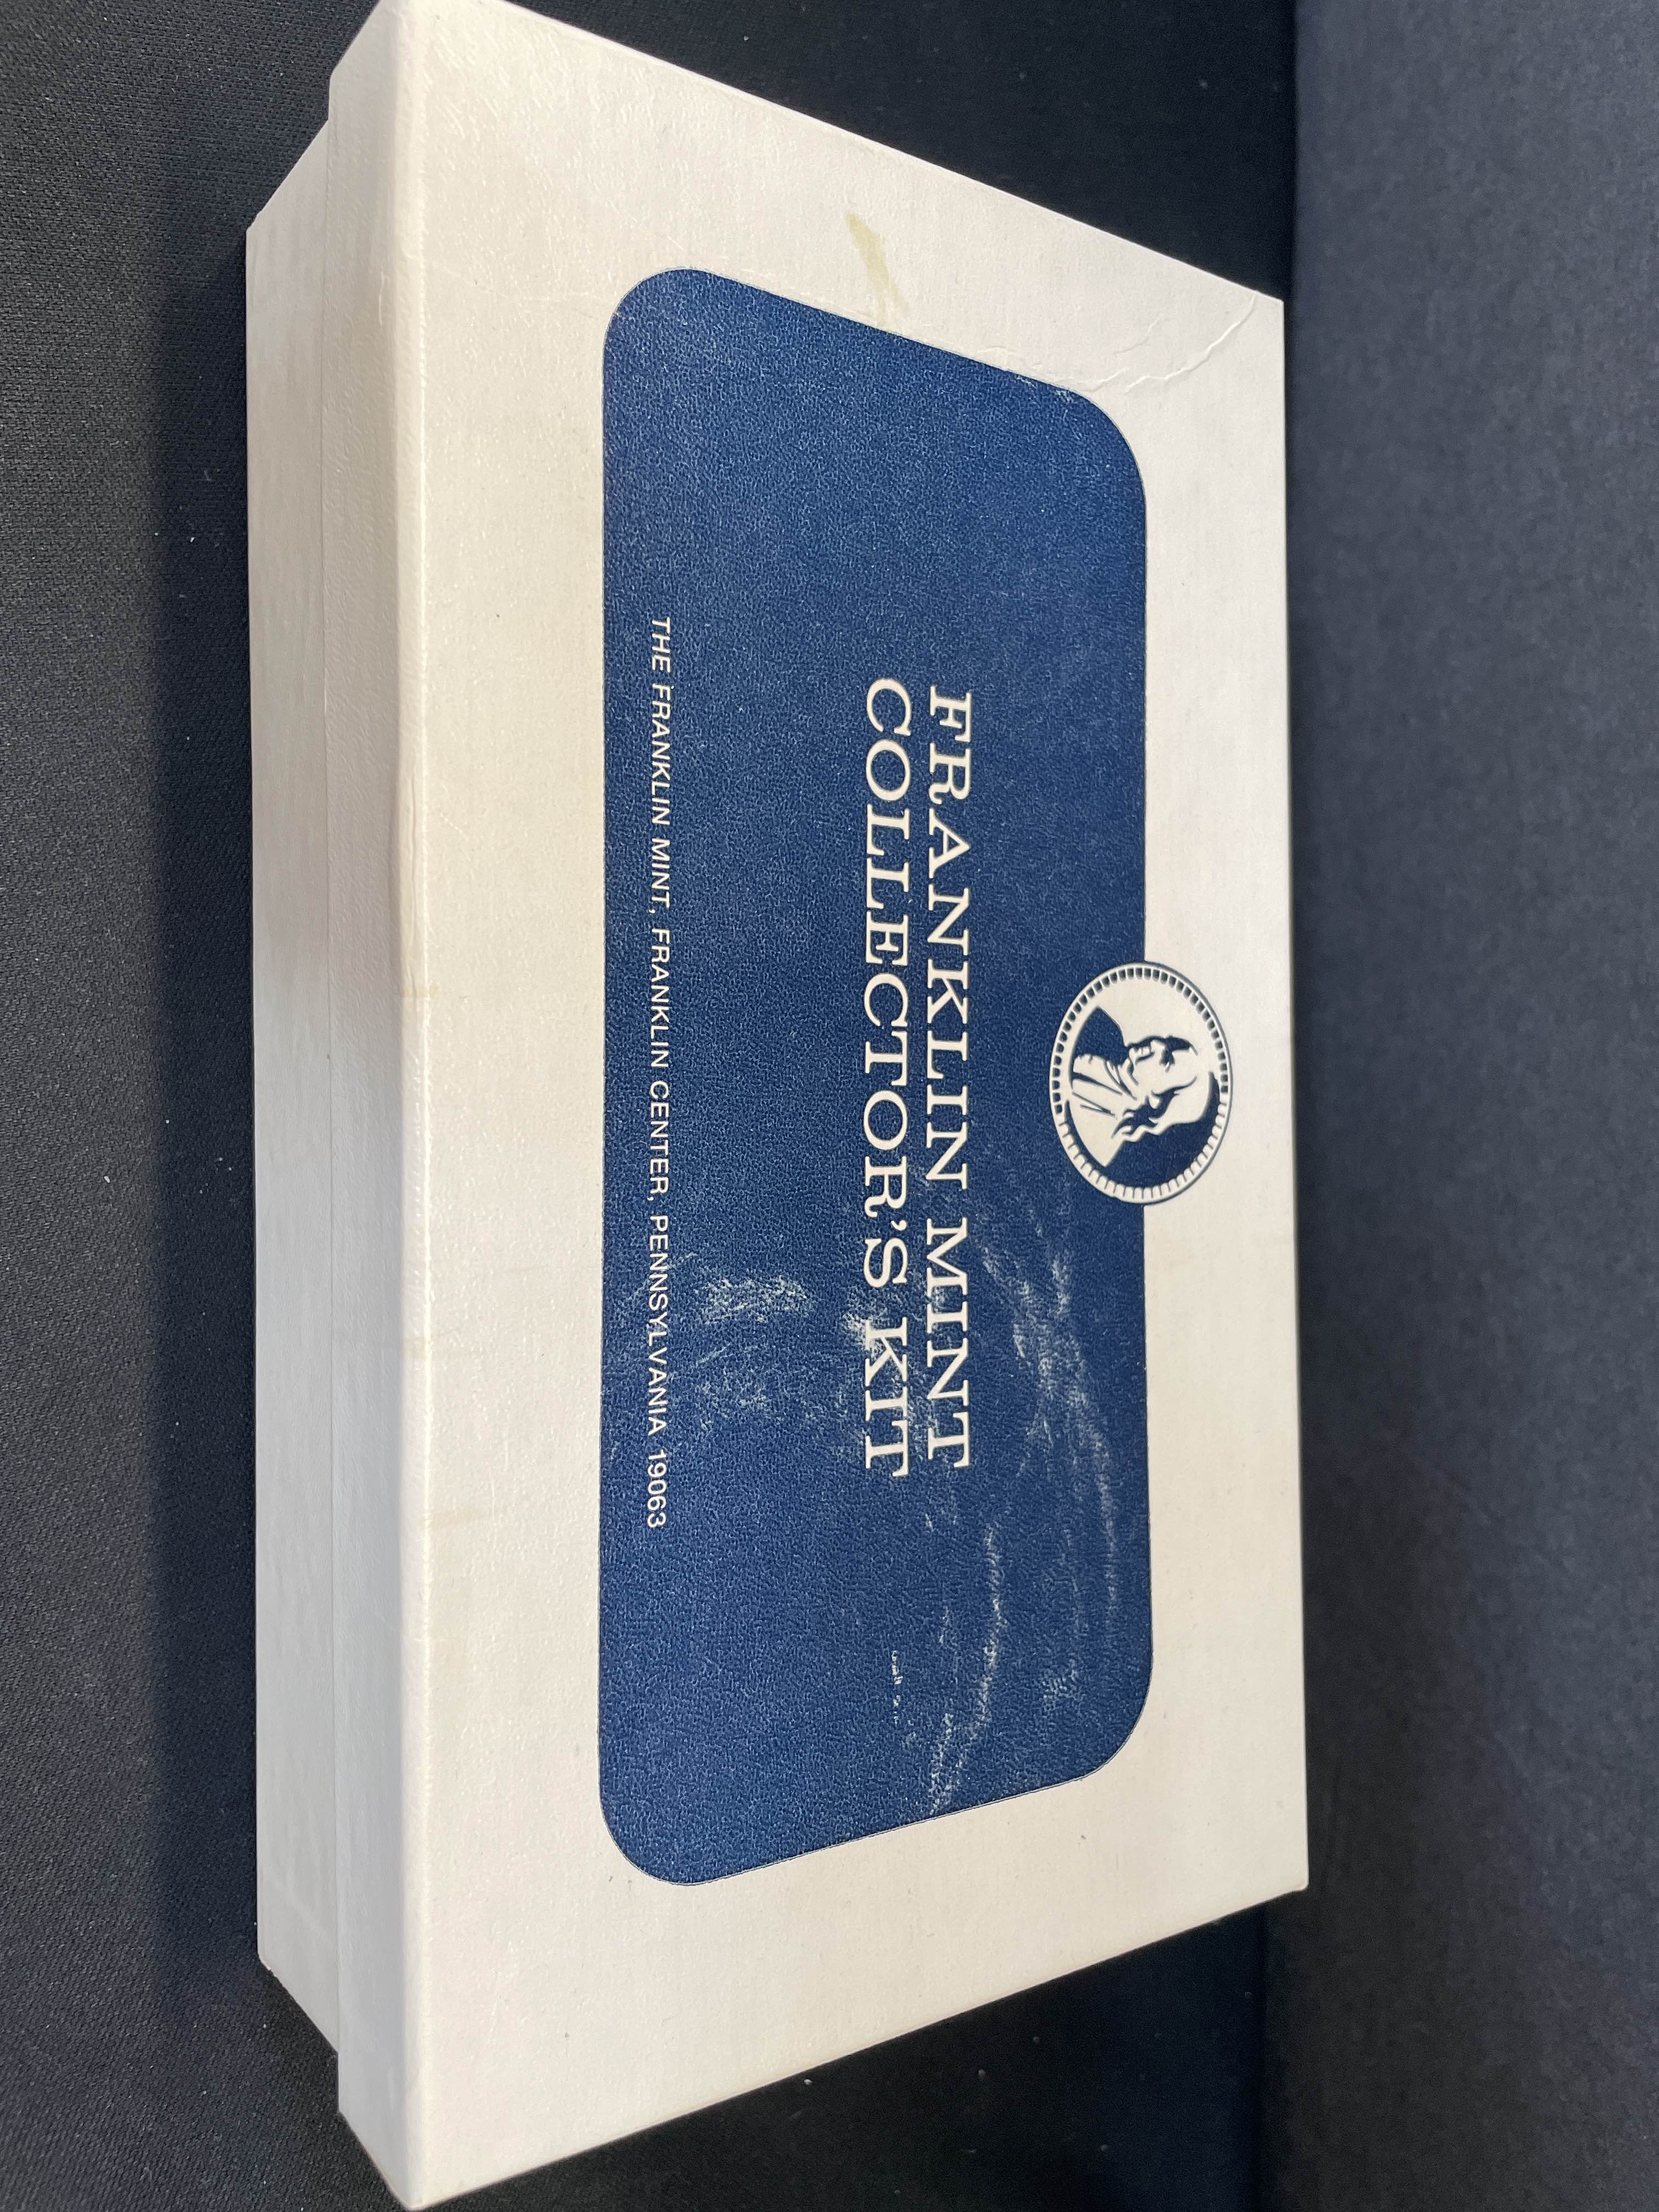 FRANKLIN MINT
COLLECTOR'S KIT
THE FRANKLIN MINT, FRANKLIN CENTER, PENNSYLVANIA 19063